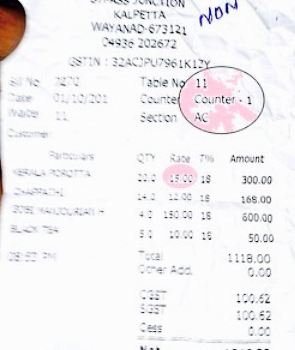 BYPASS JUNCTION
KALPETTA
WAYANAD-673121
04936 202672
NON
GSTIN : 32ACJPU7961K1ZY
Bill No Table No 11
Date 01/10/201 Counter Counter - 1
Waiter 11 Section AC
Customer
Particulars QTY Rate T% Amount
KERALA POROTTA 20.0 15.00 18 300.00
CHAPPATHI 14.0 12.00 18 168.00
GOBI MANJOURIAN H 4.0 150.00 18 600.00
BLACK TEA 5.0 10.00 18 50.00
Total 1118.00
Other Add. 0.00
CGST 100.62
SGST 100.62
Cess 0.00
Net